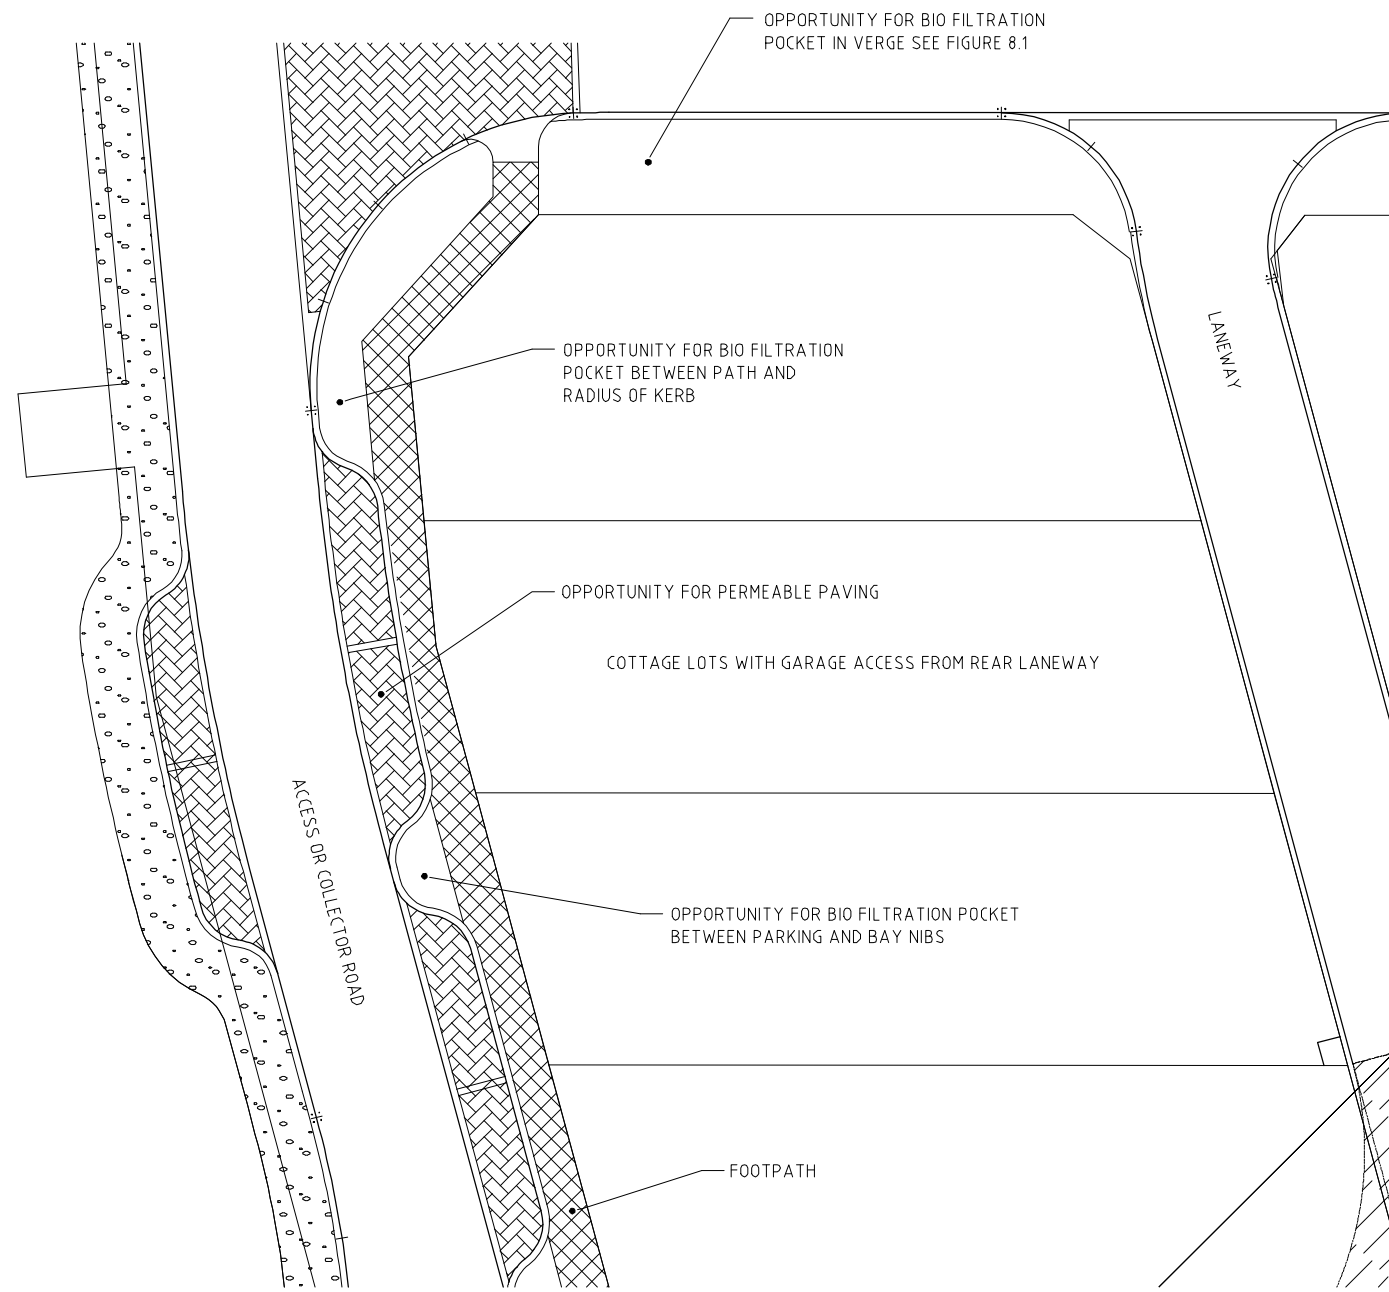 OPPORTUNITY FOR BIO FILTRATION
POCKET IN VERGE SEE FIGURE 8.1
LANEWAY
OPPORTUNITY FOR BIO FILTRATION
POCKET BETWEEN PATH AND
RADIUS OF KERB
OPPORTUNITY FOR PERMEABLE PAVING
COTTAGE LOTS WITH GARAGE ACCESS FROM REAR LANEWAY
ACCESS OR COLLECTOR ROAD
OPPORTUNITY FOR BIO FILTRATION POCKET
BETWEEN PARKING AND BAY NIBS
FOOTPATH